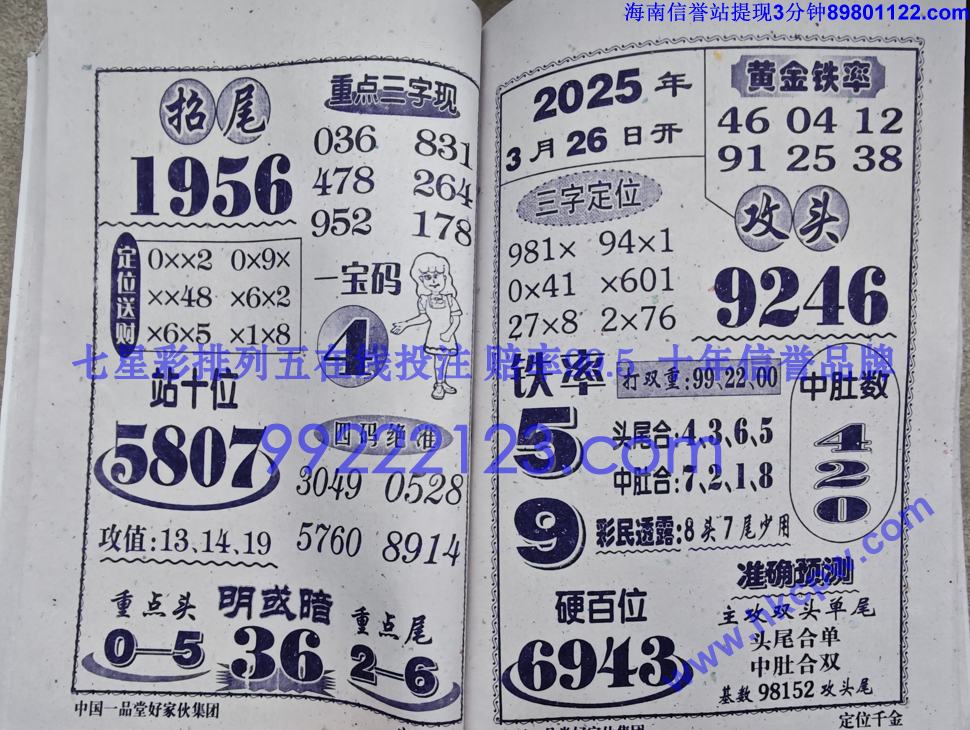 海南信誉站提现3分钟89801122.com
招尾
1956
重点三字现
036 831
478 264
952 178
定位送财
0××2 0×9×
××48 ×6×2
×6×5 ×1×8
一宝码
4
七星彩排列五在线投注 赔率99.5 十年信誉品牌
站十位
5807
攻值:13、14、19
四码绝准
3049 0528
5760 8914
99222123.com
重点头
0—5
明或暗
36
重点尾
2—6
中国一品堂好家伙集团
2025年
3月26日开
黄金铁率
46 04 12
91 25 38
三字定位
981× 94×1
0×41 ×601
27×8 2×76
攻头
9246
铁率
59
打双重:99、22、00
头尾合:4、3、6、5
中肚合:7、2、1、8
彩民透露:8头7尾少用
中肚数
420
硬百位
6943
准确预测
主攻双头单尾
头尾合单
中肚合双
基数98152攻头尾
定位千金